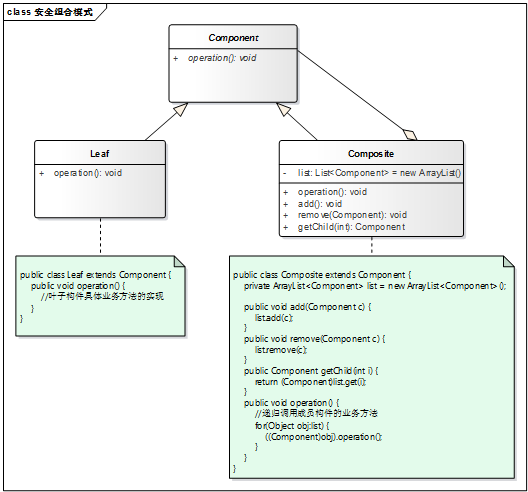 class 安全组合模式
Component
+ operation(): void
Leaf
+ operation(): void
Composite
- list: List<Component> = new ArrayList()
+ operation(): void
+ add(): void
+ remove(Component): void
+ getChild(int): Component
public class Leaf extends Component {
public void operation() {
//叶子构件具体业务方法的实现
}
}
public class Composite extends Component {
private ArrayList<Component> list = new ArrayList<Component>();
public void add(Component c) {
list.add(c);
}
public void remove(Component c) {
list.remove(c);
}
public Component getChild(int i) {
return (Component)list.get(i);
}
public void operation() {
//递归调用成员构件的业务方法
for(Object obj:list) {
((Component)obj).operation();
}
}
}